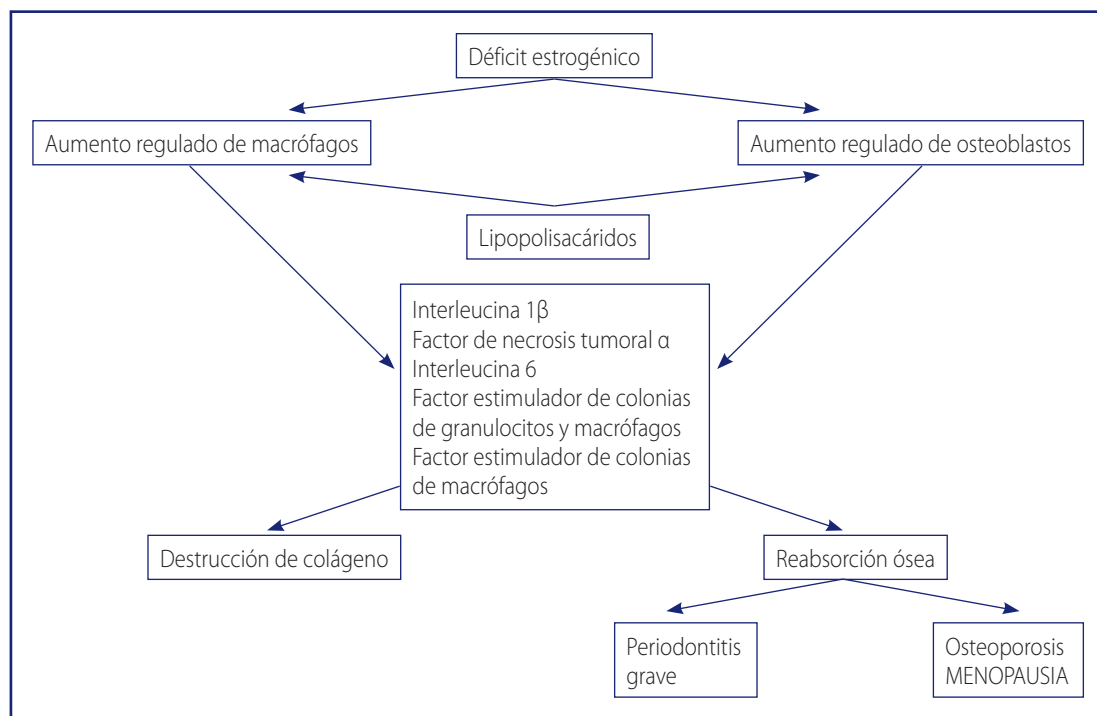 Déficit estrogénico
Aumento regulado de macrófagos
Aumento regulado de osteoblastos
Lipopolisacáridos
Interleucina 1β
Factor de necrosis tumoral α
Interleucina 6
Factor estimulador de colonias
de granulocitos y macrófagos
Factor estimulador de colonias
de macrófagos
Destrucción de colágeno
Reabsorción ósea
Periodontitis
grave
Osteoporosis
MENOPAUSIA